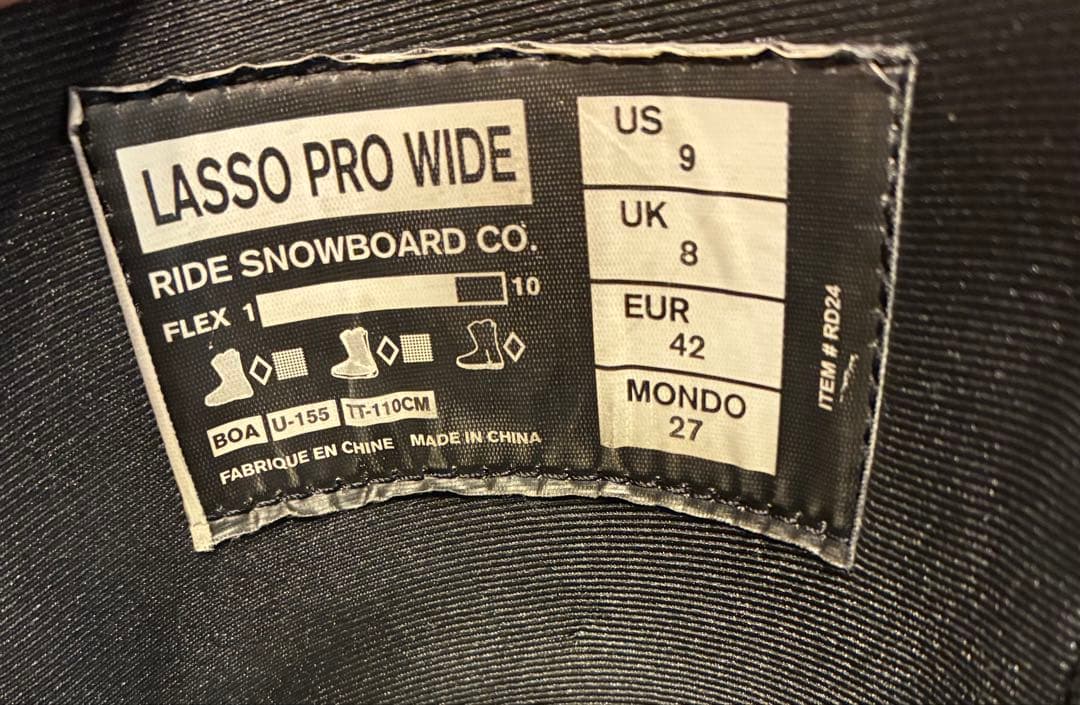 LASSO PRO WIDE
RIDE SNOWBOARD CO.
FLEX 1 10
BOA U-155 TT-110CM
FABRIQUE EN CHINE MADE IN CHINA
US
9
UK
8
EUR
42
MONDO
27
ITEM # RD24